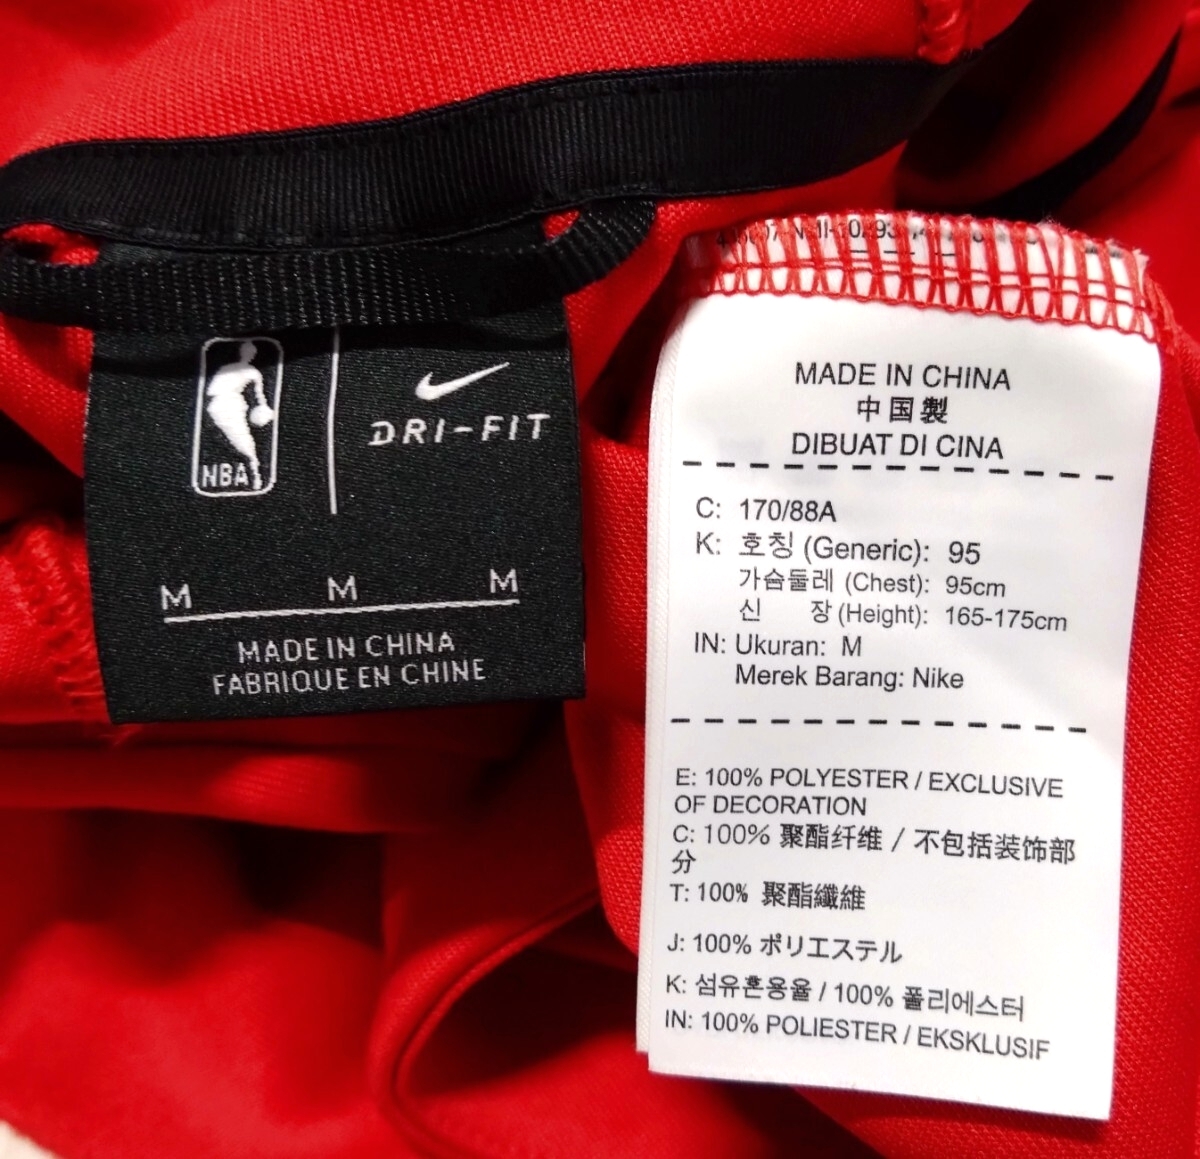 NBA
DRI-FIT
M M M
MADE IN CHINA
FABRIQUE EN CHINE
MADE IN CHINA
中国製
DIBUAT DI CINA
C: 170/88A
K: 호칭 (Generic): 95
가슴둘레 (Chest): 95cm
신 장 (Height): 165-175cm
IN: Ukuran: M
Merek Barang: Nike
E: 100% POLYESTER / EXCLUSIVE
OF DECORATION
C: 100% 聚酯纤维 / 不包括装饰部
分
T: 100% 聚酯纖維
J: 100% ポリエステル
K: 섬유혼용율 / 100% 폴리에스터
IN: 100% POLIESTER / EKSKLUSIF